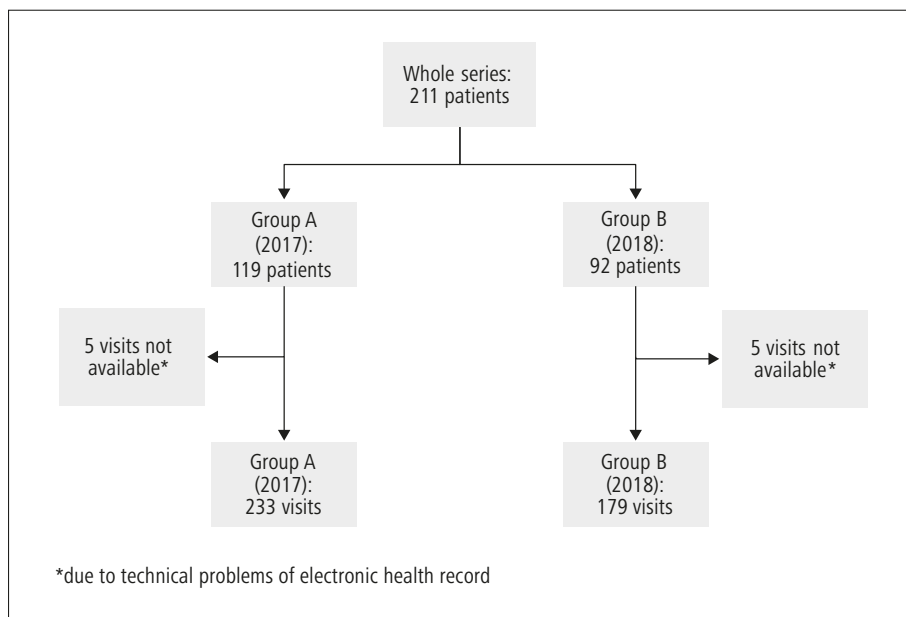 Whole series:
211 patients
Group A
(2017):
119 patients
Group B
(2018):
92 patients
5 visits not
available*
5 visits not
available*
Group A
(2017):
233 visits
Group B
(2018):
179 visits
*due to technical problems of electronic health record